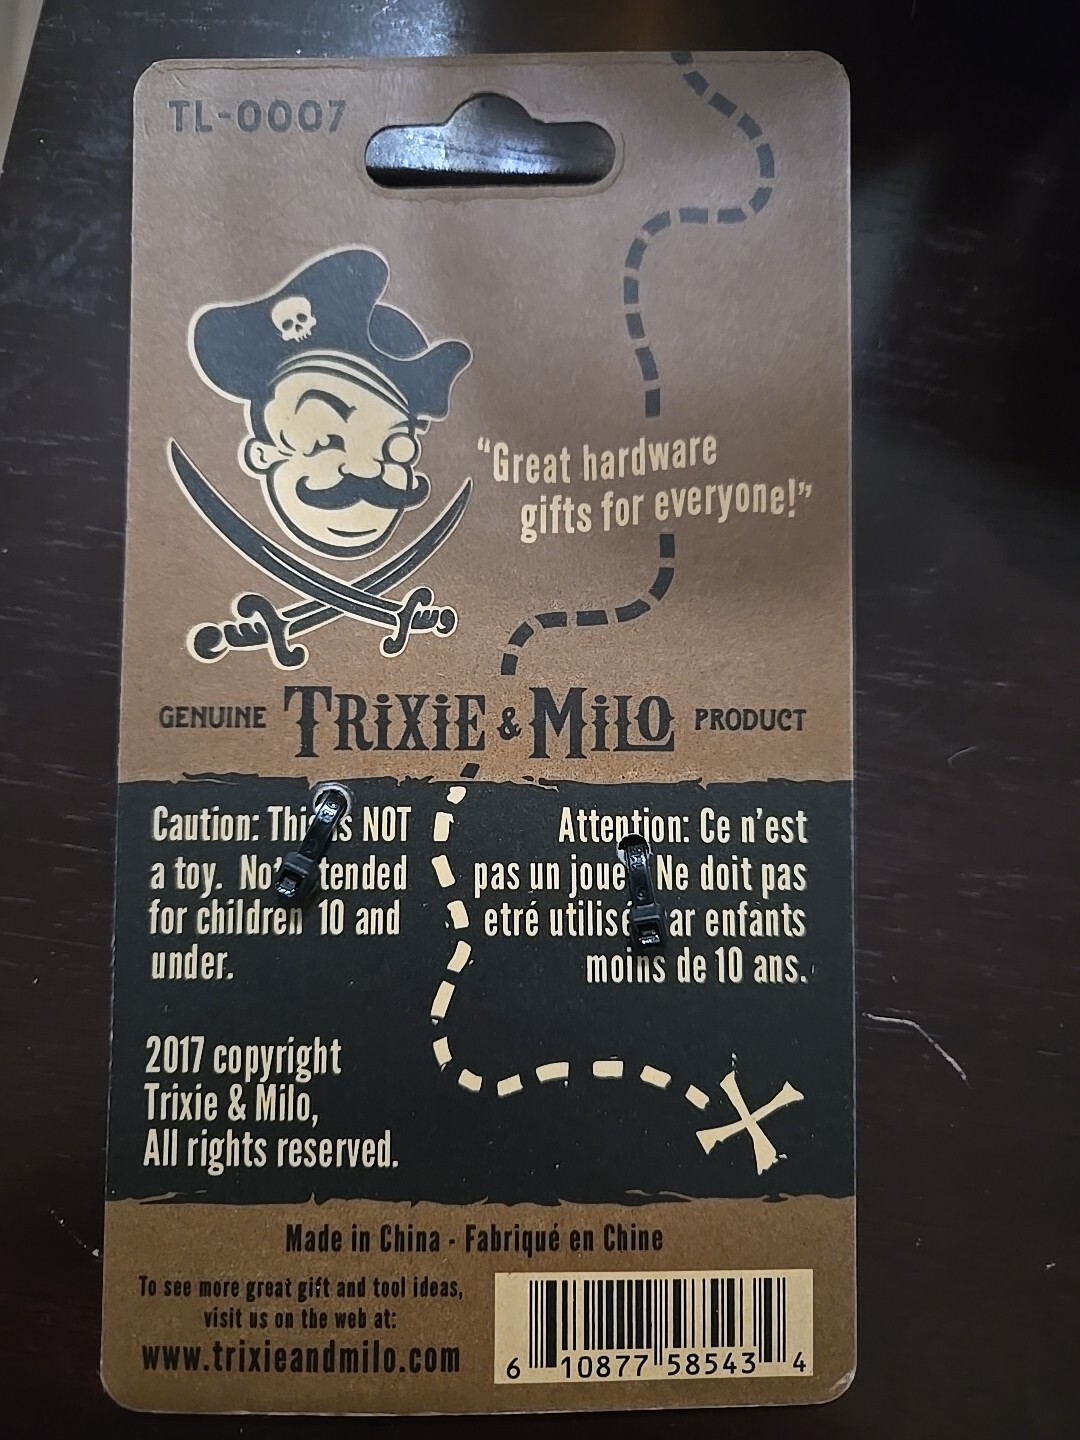 TL-0007
“Great hardware
gifts for everyone!”
GENUINE TRiXiE & MiLO PRODUCT
Caution: This is NOT
a toy. Not tended
for children 10 and
under.
Attention: Ce n’est
pas un joue Ne doit pas
etré utilisé ar enfants
moins de 10 ans.
2017 copyright
Trixie & Milo,
All rights reserved.
Made in China - Fabriqué en Chine
To see more great gift and tool ideas,
visit us on the web at:
www.trixieandmilo.com
6 10877 58543 4